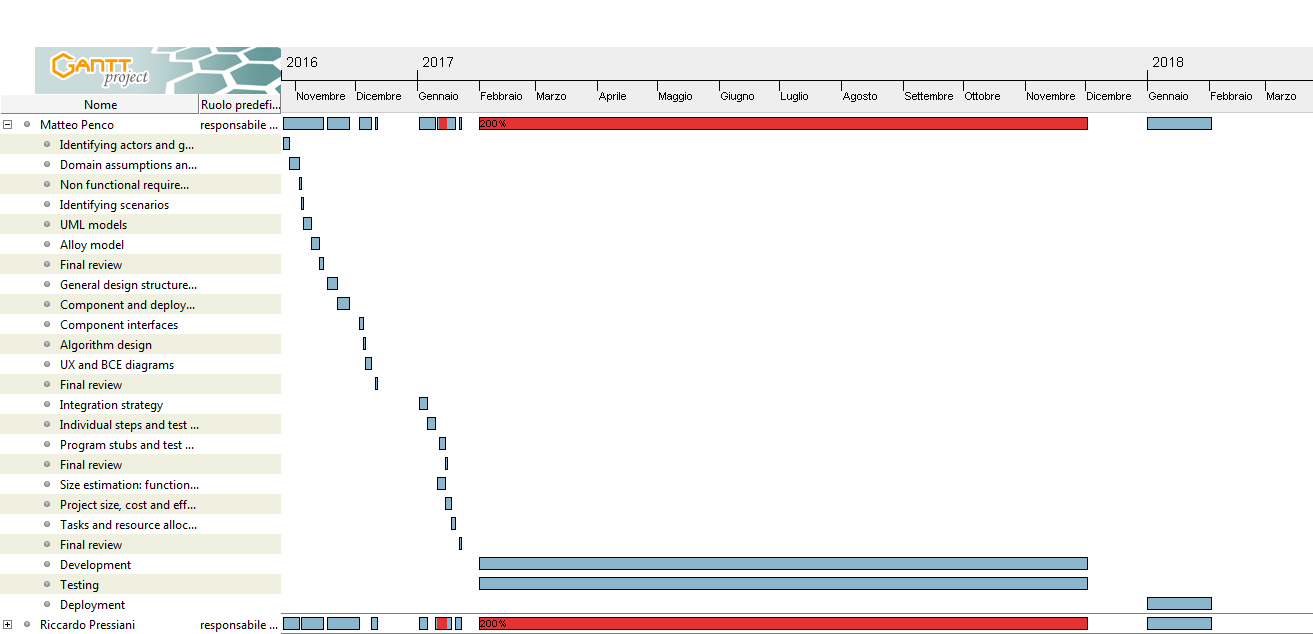 GANTT
project
2016 2017 2018
Nome Ruolo predefi... Novembre Dicembre Gennaio Febbraio Marzo Aprile Maggio Giugno Luglio Agosto Settembre Ottobre Novembre Dicembre Gennaio Febbraio Marzo
Matteo Penco responsabile ... 200%
Identifying actors and g...
Domain assumptions an...
Non functional require...
Identifying scenarios
UML models
Alloy model
Final review
General design structure...
Component and deploy...
Component interfaces
Algorithm design
UX and BCE diagrams
Final review
Integration strategy
Individual steps and test ...
Program stubs and test ...
Final review
Size estimation: function...
Project size, cost and eff...
Tasks and resource alloc...
Final review
Development
Testing
Deployment
Riccardo Pressiani responsabile ... 200%